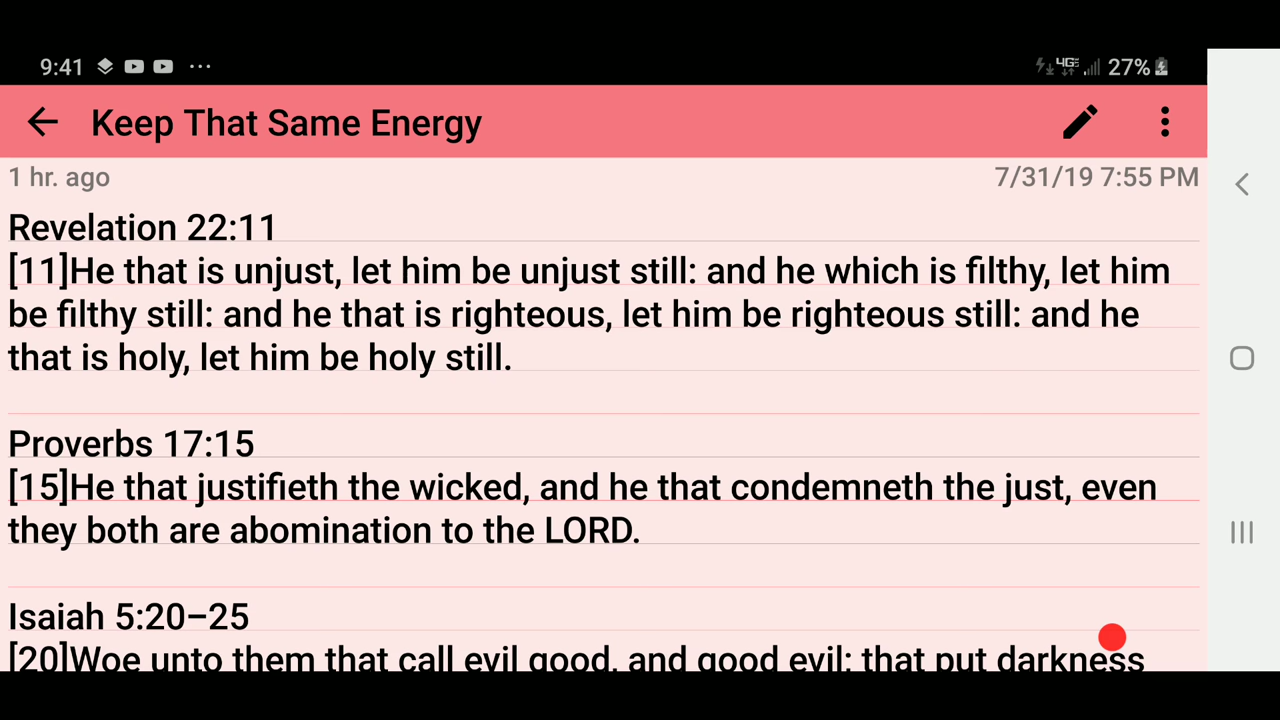 9:41 ... 4GE 27%
Keep That Same Energy
1 hr. ago 7/31/19 7:55 PM
Revelation 22:11
[11]He that is unjust, let him be unjust still: and he which is filthy, let him
be filthy still: and he that is righteous, let him be righteous still: and he
that is holy, let him be holy still.
Proverbs 17:15
[15]He that justifieth the wicked, and he that condemneth the just, even
they both are abomination to the LORD.
Isaiah 5:20–25
[20]Woe unto them that call evil good, and good evil; that put darkness